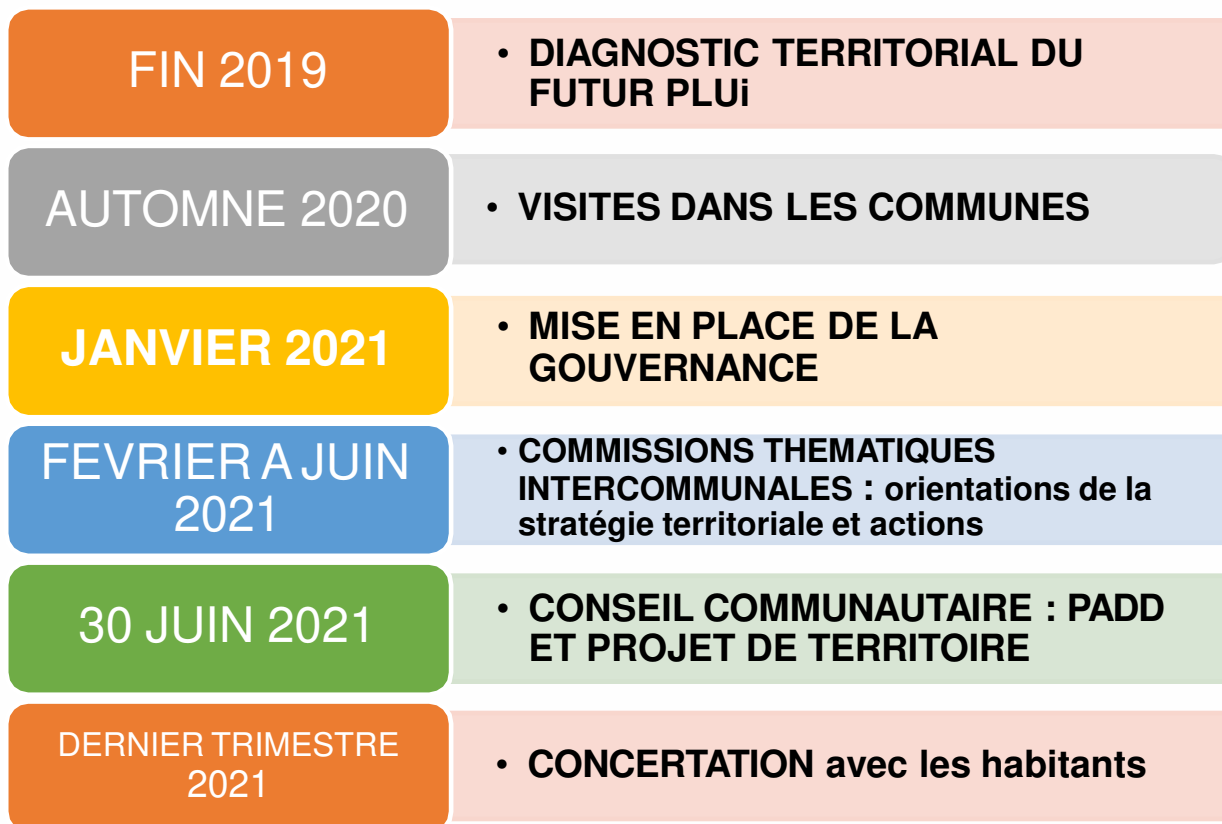 FIN 2019
• DIAGNOSTIC TERRITORIAL DU
FUTUR PLUi
AUTOMNE 2020
• VISITES DANS LES COMMUNES
JANVIER 2021
• MISE EN PLACE DE LA
GOUVERNANCE
FEVRIER A JUIN
2021
• COMMISSIONS THEMATIQUES
INTERCOMMUNALES : orientations de la
stratégie territoriale et actions
30 JUIN 2021
• CONSEIL COMMUNAUTAIRE : PADD
ET PROJET DE TERRITOIRE
DERNIER TRIMESTRE
2021
• CONCERTATION avec les habitants